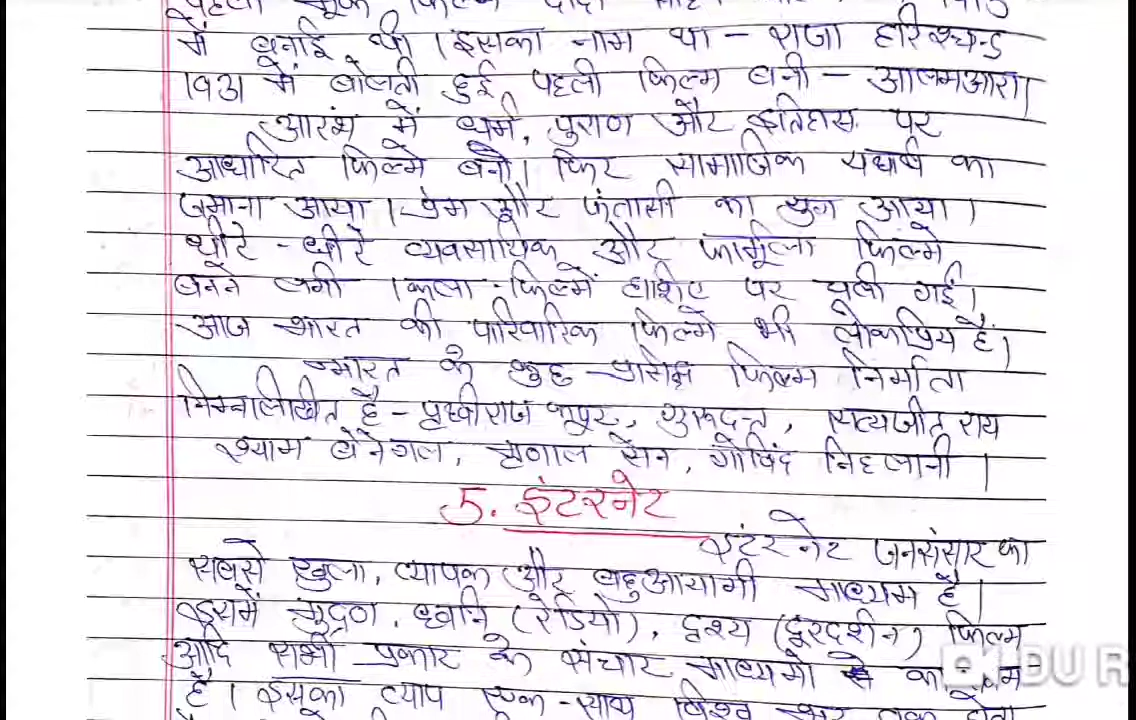 में बनाई थी। इसका नाम था - राजा हरिश्चन्द्र
1931 में बोलती हुई पहली फिल्म बनी - आलमआरा।
आरंभ में धर्म, पुराण और इतिहास पर
आधारित फिल्में बनी। फिर सामाजिक यथार्थ का
जमाना आया। प्रेम और फंतासी का युग आया।
धीरे - धीरे व्यवसायिक और फार्मूला फिल्में
बनने लगी। कला - फिल्में हाशिए पर चली गई।
आज भारत की पारिवारिक फिल्में भी लोकप्रिय हैं।
भारत के कुछ प्रसिद्ध फिल्म निर्माता
निम्नलिखित है - पृथ्वीराज कपूर, गुरुदत्त, सत्यजीत राय
श्याम बेनेगल, मृणाल सेन, गोविंद निहलानी।
5. इंटरनेट
इंटरनेट जनसंसार का
सबसे खुला, व्यापक और बहुआयामी माध्यम है।
इसमें मुद्रण, ध्वनि (रेडियो), दृश्य (दूरदर्शन) फिल्म
आदि सभी प्रकार के संचार माध्यमों से का
है। इसका व्याप एक - साथ विश्व भर तक होता